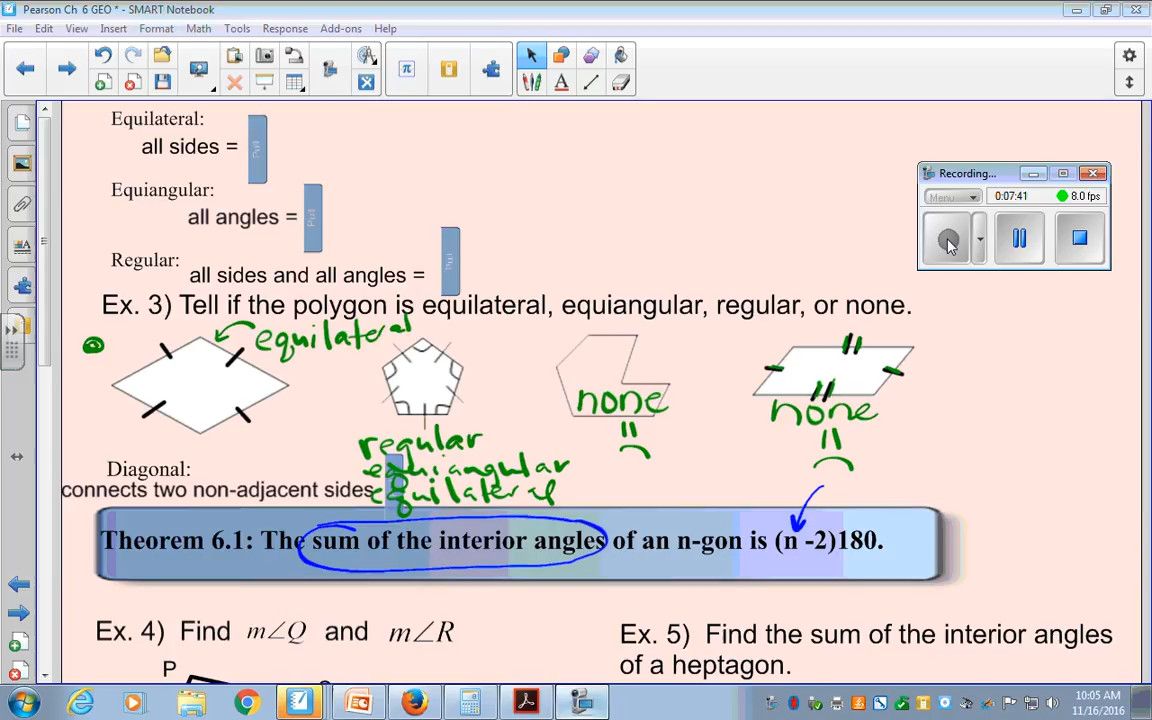 Pearson Ch 6 GEO * - SMART Notebook
File Edit View Insert Format Math Tools Response Add-ons Help
Equilateral:
all sides =
Pull
Equiangular:
all angles =
Pull
Regular:
all sides and all angles =
Pull
Recording...
Menu 0:07:41 8.0 fps
Ex. 3) Tell if the polygon is equilateral, equiangular, regular, or none.
equilateral
none
none
regular
equiangular
equilateral
Diagonal:
connects two non-adjacent sides
Theorem 6.1: The sum of the interior angles of an n-gon is (n -2)180.
Ex. 4) Find m∠Q and m∠R
P
Ex. 5) Find the sum of the interior angles
of a heptagon.
10:05 AM
11/16/2016